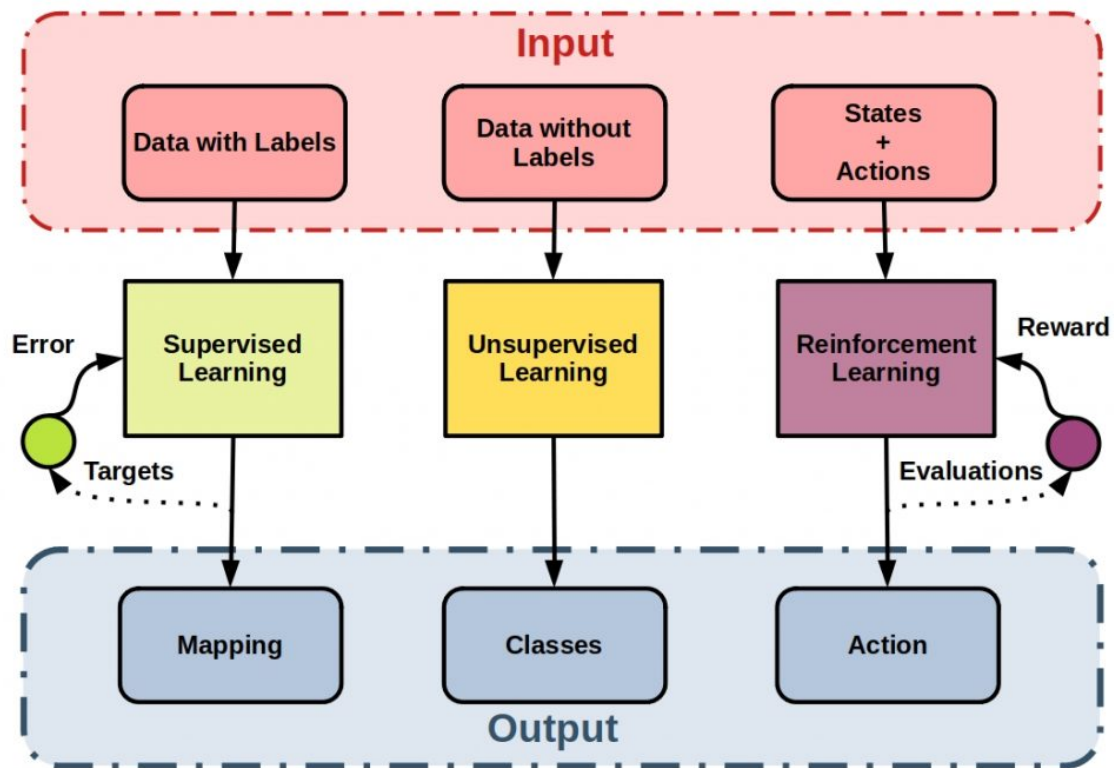 Input
Data with Labels
Data without
Labels
States
+
Actions
Error
Supervised
Learning
Unsupervised
Learning
Reinforcement
Learning
Reward
Targets
Evaluations
Mapping
Classes
Action
Output